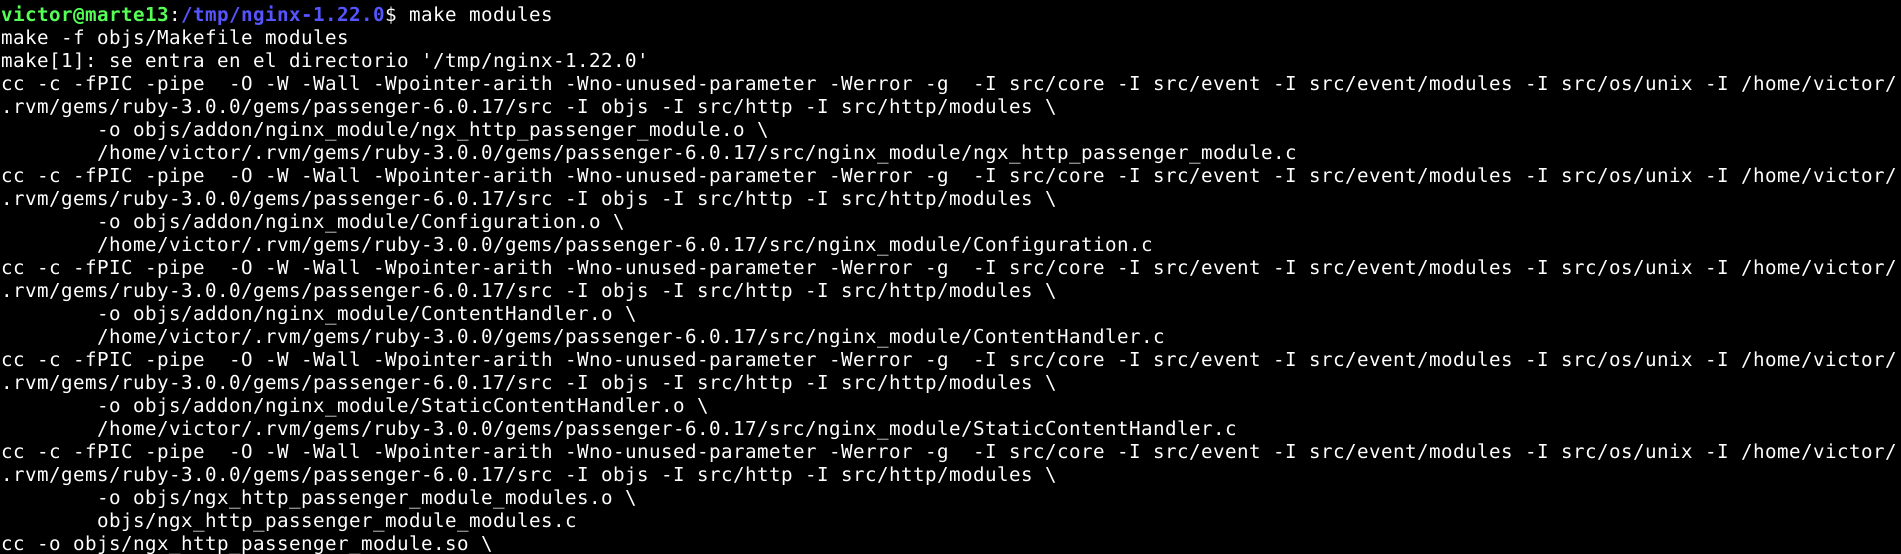 victor@marte13:/tmp/nginx-1.22.0$ make modules
make -f objs/Makefile modules
make[1]: se entra en el directorio '/tmp/nginx-1.22.0'
cc -c -fPIC -pipe  -O -W -Wall -Wpointer-arith -Wno-unused-parameter -Werror -g  -I src/core -I src/event -I src/event/modules -I src/os/unix -I /home/victor/
.rvm/gems/ruby-3.0.0/gems/passenger-6.0.17/src -I objs -I src/http -I src/http/modules \
        -o objs/addon/nginx_module/ngx_http_passenger_module.o \
        /home/victor/.rvm/gems/ruby-3.0.0/gems/passenger-6.0.17/src/nginx_module/ngx_http_passenger_module.c
cc -c -fPIC -pipe  -O -W -Wall -Wpointer-arith -Wno-unused-parameter -Werror -g  -I src/core -I src/event -I src/event/modules -I src/os/unix -I /home/victor/
.rvm/gems/ruby-3.0.0/gems/passenger-6.0.17/src -I objs -I src/http -I src/http/modules \
        -o objs/addon/nginx_module/Configuration.o \
        /home/victor/.rvm/gems/ruby-3.0.0/gems/passenger-6.0.17/src/nginx_module/Configuration.c
cc -c -fPIC -pipe  -O -W -Wall -Wpointer-arith -Wno-unused-parameter -Werror -g  -I src/core -I src/event -I src/event/modules -I src/os/unix -I /home/victor/
.rvm/gems/ruby-3.0.0/gems/passenger-6.0.17/src -I objs -I src/http -I src/http/modules \
        -o objs/addon/nginx_module/ContentHandler.o \
        /home/victor/.rvm/gems/ruby-3.0.0/gems/passenger-6.0.17/src/nginx_module/ContentHandler.c
cc -c -fPIC -pipe  -O -W -Wall -Wpointer-arith -Wno-unused-parameter -Werror -g  -I src/core -I src/event -I src/event/modules -I src/os/unix -I /home/victor/
.rvm/gems/ruby-3.0.0/gems/passenger-6.0.17/src -I objs -I src/http -I src/http/modules \
        -o objs/addon/nginx_module/StaticContentHandler.o \
        /home/victor/.rvm/gems/ruby-3.0.0/gems/passenger-6.0.17/src/nginx_module/StaticContentHandler.c
cc -c -fPIC -pipe  -O -W -Wall -Wpointer-arith -Wno-unused-parameter -Werror -g  -I src/core -I src/event -I src/event/modules -I src/os/unix -I /home/victor/
.rvm/gems/ruby-3.0.0/gems/passenger-6.0.17/src -I objs -I src/http -I src/http/modules \
        -o objs/ngx_http_passenger_module_modules.o \
        objs/ngx_http_passenger_module_modules.c
cc -o objs/ngx_http_passenger_module.so \